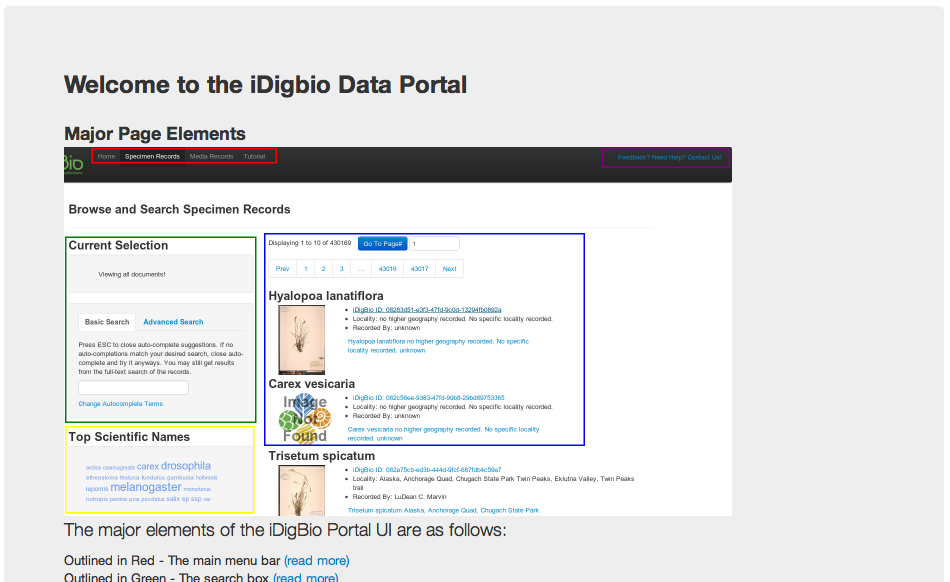 Welcome to the iDigbio Data Portal
Major Page Elements
Bio
Home Specimen Records Media Records Tutorial
Feedback? Need Help? Contact Us!
Browse and Search Specimen Records
Current Selection
Viewing all documents!
Basic Search Advanced Search
Press ESC to close auto-complete suggestions. If no
auto-completions match your desired search, close auto-
complete and try it anyways. You may still get results
from the full-text search of the records.
Change Autocomplete Terms
Top Scientific Names
arctica calamagrostis carex drosophila
etheostoma festuca fundulus gambusia holbrooki
lepomis melanogaster micropterus
notropis percina poa punctatus salix sp ssp var
Displaying 1 to 10 of 430169 Go To Page# 1
Prev 1 2 3 ... 43016 43017 Next
Hyalopoa lanatiflora
iDigBio ID: 08283d51-e3f3-47fd-9c0d-13294fb0892a
Locality: no higher geography recorded. No specific locality recorded.
Recorded By: unknown
Hyalopoa lanatiflora no higher geography recorded. No specific
locality recorded. unknown
Carex vesicaria
Image
Not
Found
iDigBio ID: 082c56ee-9383-47fd-99b8-29bd89753365
Locality: no higher geography recorded. No specific locality recorded.
Recorded By: unknown
Carex vesicaria no higher geography recorded. No specific locality
recorded. unknown
Trisetum spicatum
iDigBio ID: 082a75cb-ed3b-444d-9fcf-687fdb4c59a7
Locality: Alaska, Anchorage Quad, Chugach State Park Twin Peaks, Eklutna Valley, Twin Peaks
trail
Recorded By: LuDean C. Marvin
Trisetum spicatum Alaska, Anchorage Quad, Chugach State Park
The major elements of the iDigBio Portal UI are as follows:
Outlined in Red - The main menu bar (read more)
Outlined in Green - The search box (read more)